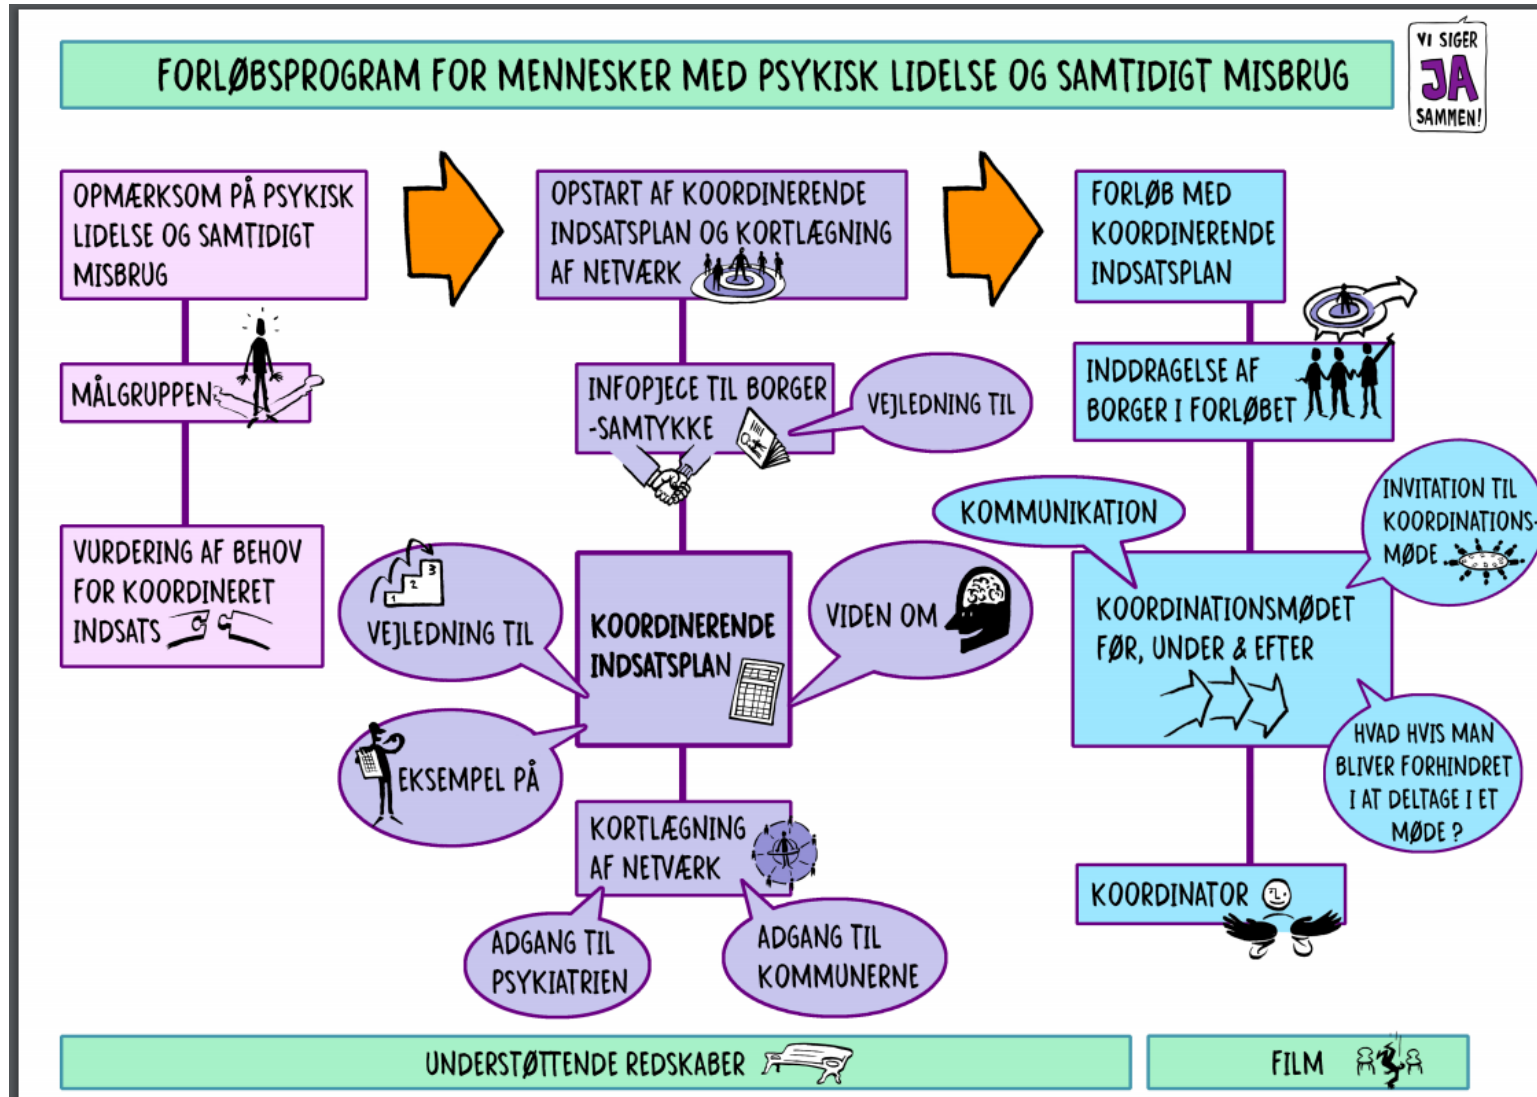 FORLØBSPROGRAM FOR MENNESKER MED PSYKISK LIDELSE OG SAMTIDIGT MISBRUG
VI SIGER
JA
SAMMEN!
OPMÆRKSOM PÅ PSYKISK
LIDELSE OG SAMTIDIGT
MISBRUG
MÅLGRUPPEN
VURDERING AF BEHOV
FOR KOORDINERET
INDSATS
OPSTART AF KOORDINERENDE
INDSATSPLAN OG KORTLÆGNING
AF NETVÆRK
INFOPJECE TIL BORGER
-SAMTYKKE
VEJLEDNING TIL
1 2 3
VEJLEDNING TIL
KOORDINERENDE
INDSATSPLAN
VIDEN OM
EKSEMPEL PÅ
KORTLÆGNING
AF NETVÆRK
ADGANG TIL
PSYKIATRIEN
ADGANG TIL
KOMMUNERNE
FORLØB MED
KOORDINERENDE
INDSATSPLAN
INDDRAGELSE AF
BORGER I FORLØBET
KOMMUNIKATION
INVITATION TIL
KOORDINATIONS-
MØDE
KOORDINATIONSMØDET
FØR, UNDER & EFTER
HVAD HVIS MAN
BLIVER FORHINDRET
I AT DELTAGE I ET
MØDE ?
KOORDINATOR
UNDERSTØTTENDE REDSKABER
FILM